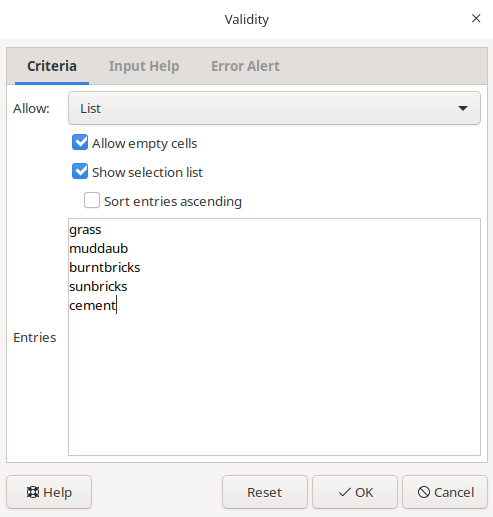 Validity
Criteria
Input Help
Error Alert
Allow:
List
Allow empty cells
Show selection list
Sort entries ascending
Entries
grass
muddaub
burntbricks
sunbricks
cement
Help
Reset
OK
Cancel